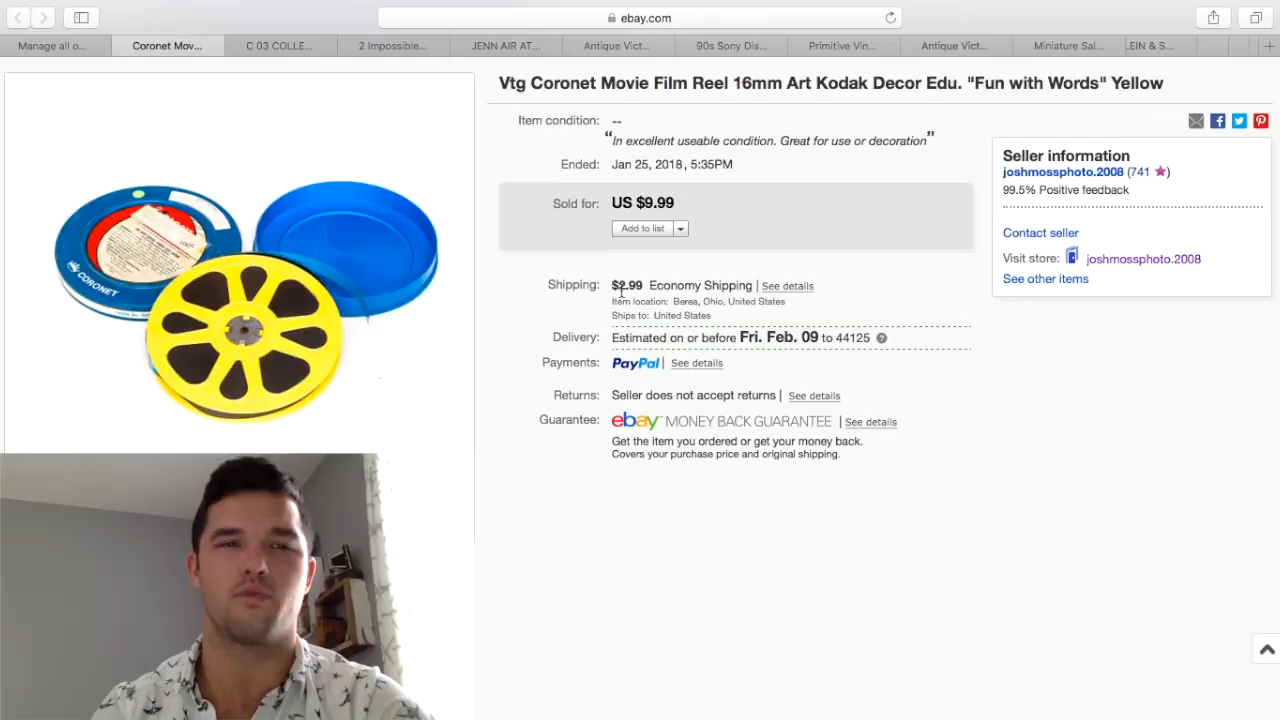 ebay.com
Manage all o...
Coronet Mov...
C 03 COLLE...
2 Impossible...
JENN AIR AT...
Antique Vict...
90s Sony Dis...
Primitive Vin...
Antique Vict...
Miniature Sal...
LEIN & S...
Vtg Coronet Movie Film Reel 16mm Art Kodak Decor Edu. "Fun with Words" Yellow
Item condition: --
"In excellent useable condition. Great for use or decoration"
Ended: Jan 25, 2018, 5:35PM
Sold for: US $9.99
Add to list
Shipping: $2.99 Economy Shipping | See details
Item location: Berea, Ohio, United States
Ships to: United States
Delivery: Estimated on or before Fri. Feb. 09 to 44125
Payments: PayPal | See details
Returns: Seller does not accept returns | See details
Guarantee: ebay MONEY BACK GUARANTEE | See details
Get the item you ordered or get your money back.
Covers your purchase price and original shipping.
Seller information
joshmossphoto.2008 (741 ★)
99.5% Positive feedback
Contact seller
Visit store: joshmossphoto.2008
See other items
CORONET